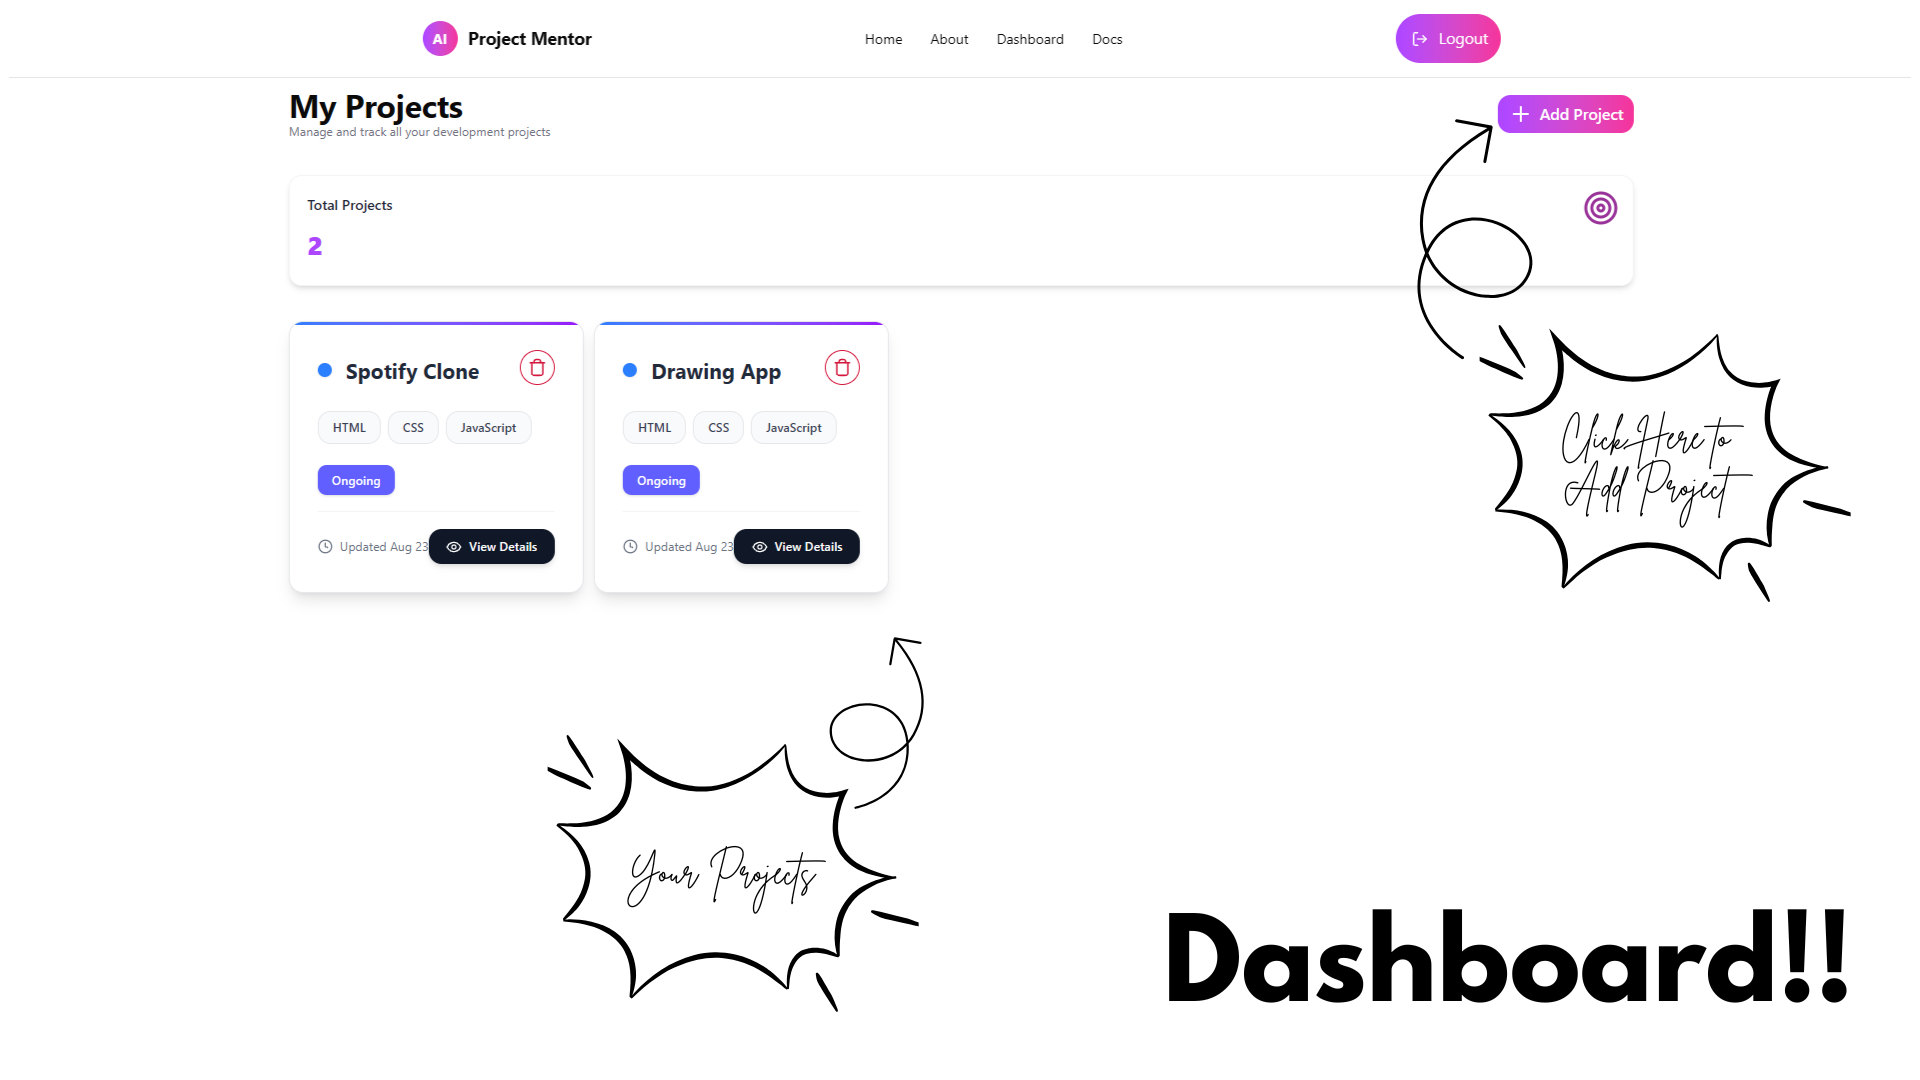 AI Project Mentor
Home About Dashboard Docs
Logout
My Projects
Manage and track all your development projects
Add Project
Total Projects
2
Spotify Clone
HTML CSS JavaScript
Ongoing
Updated Aug 23 View Details
Drawing App
HTML CSS JavaScript
Ongoing
Updated Aug 23 View Details
Click Here to
Add Project
Your Projects
Dashboard!!